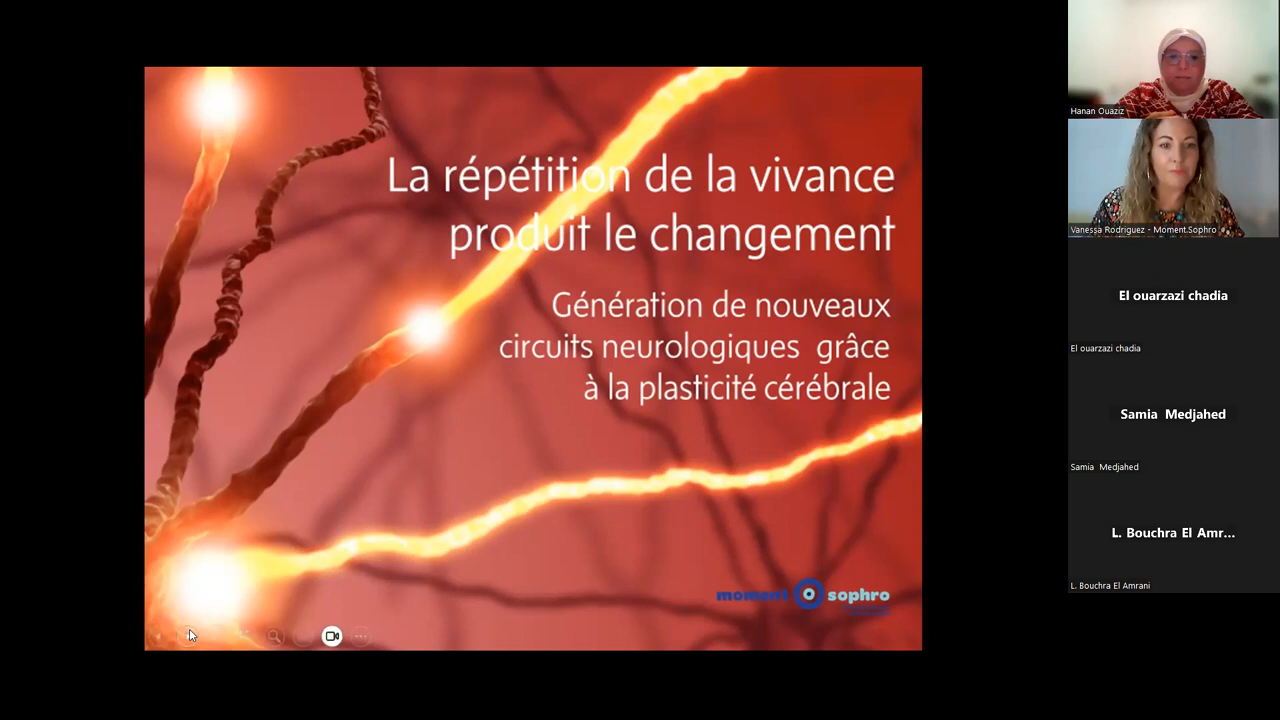 La répétition de la vivance
produit le changement
Génération de nouveaux
circuits neurologiques grâce
à la plasticité cérébrale
moment sophro
Hanan Ouaziz
Vanessa Rodriguez - Moment.Sophro
El ouarzazi chadia
El ouarzazi chadia
Samia Medjahed
Samia Medjahed
L. Bouchra El Amr...
L. Bouchra El Amrani